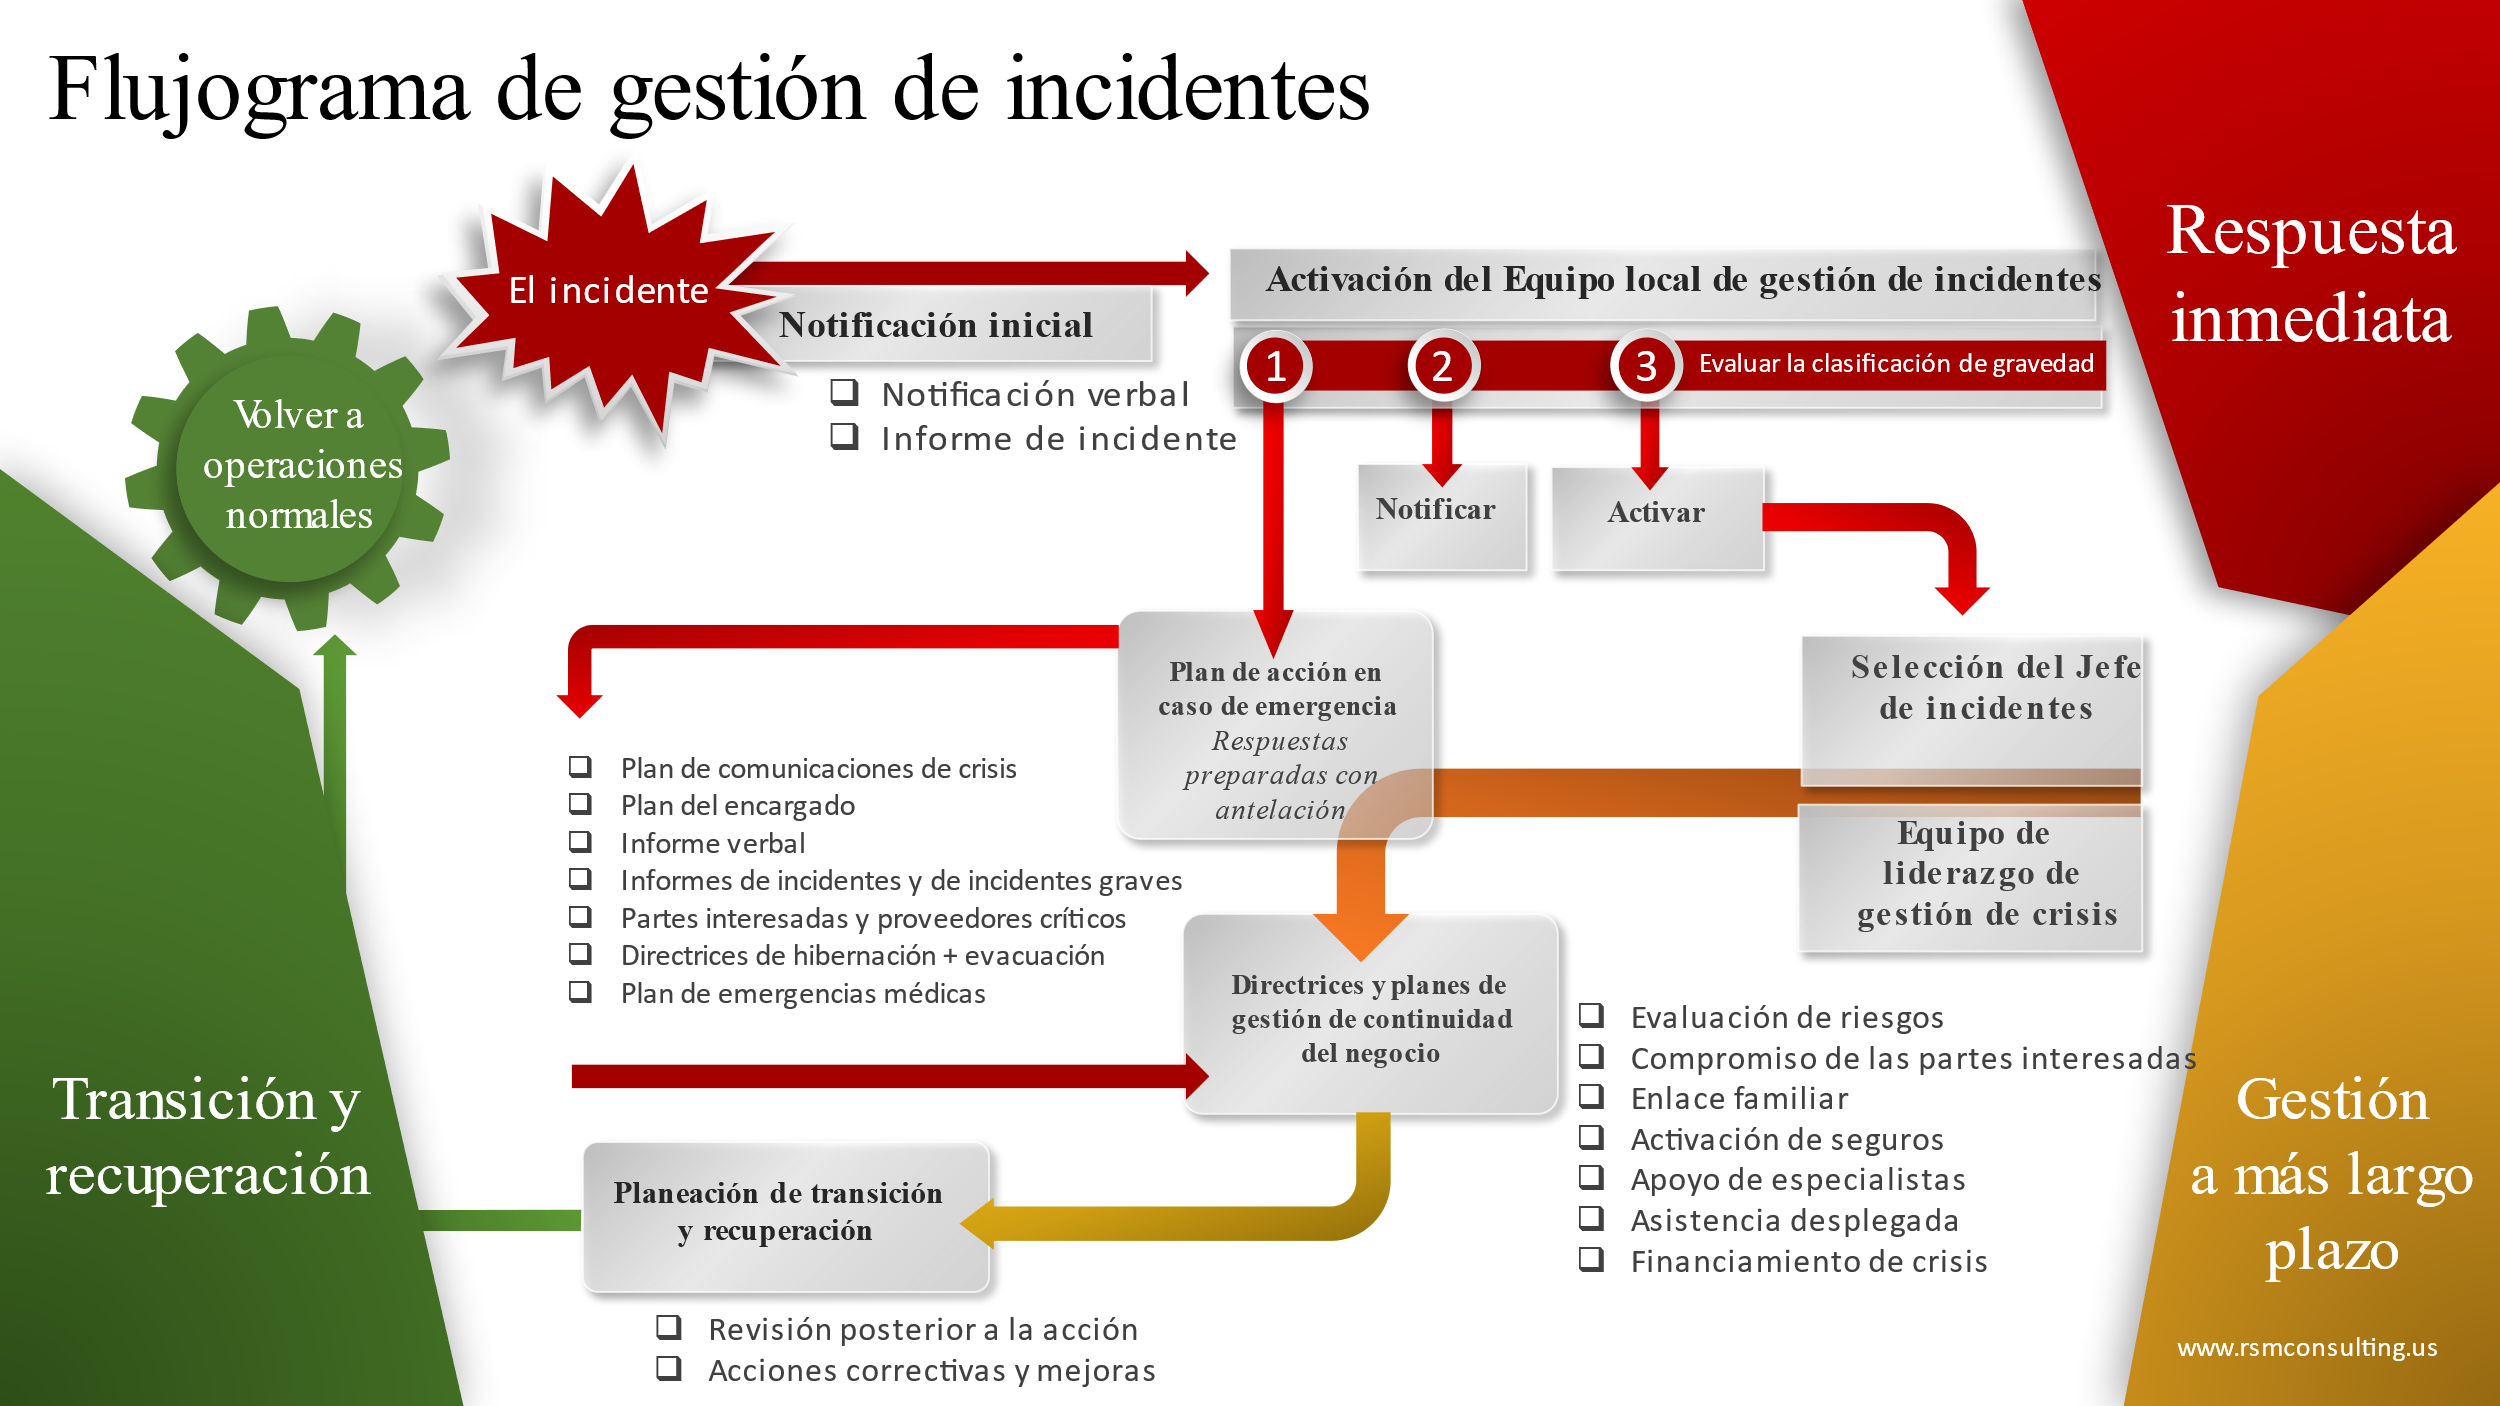 Flujograma de gestión de incidentes
El incidente
Notificación inicial
Notificación verbal
Informe de incidente
Activación del Equipo local de gestión de incidentes
1
2
3
Evaluar la clasificación de gravedad
Notificar
Activar
Respuesta
inmediata
Volver a
operaciones
normales
Plan de acción en
caso de emergencia
Respuestas
preparadas con
antelación
Selección del Jefe
de incidentes
Equipo de
liderazgo de
gestión de crisis
Plan de comunicaciones de crisis
Plan del encargado
Informe verbal
Informes de incidentes y de incidentes graves
Partes interesadas y proveedores críticos
Directrices de hibernación + evacuación
Plan de emergencias médicas
Directrices y planes de
gestión de continuidad
del negocio
Evaluación de riesgos
Compromiso de las partes interesadas
Enlace familiar
Activación de seguros
Apoyo de especialistas
Asistencia desplegada
Financiamiento de crisis
Gestión
a más largo
plazo
Transición y
recuperación
Planeación de transición
y recuperación
Revisión posterior a la acción
Acciones correctivas y mejoras
www.rsmconsulting.us